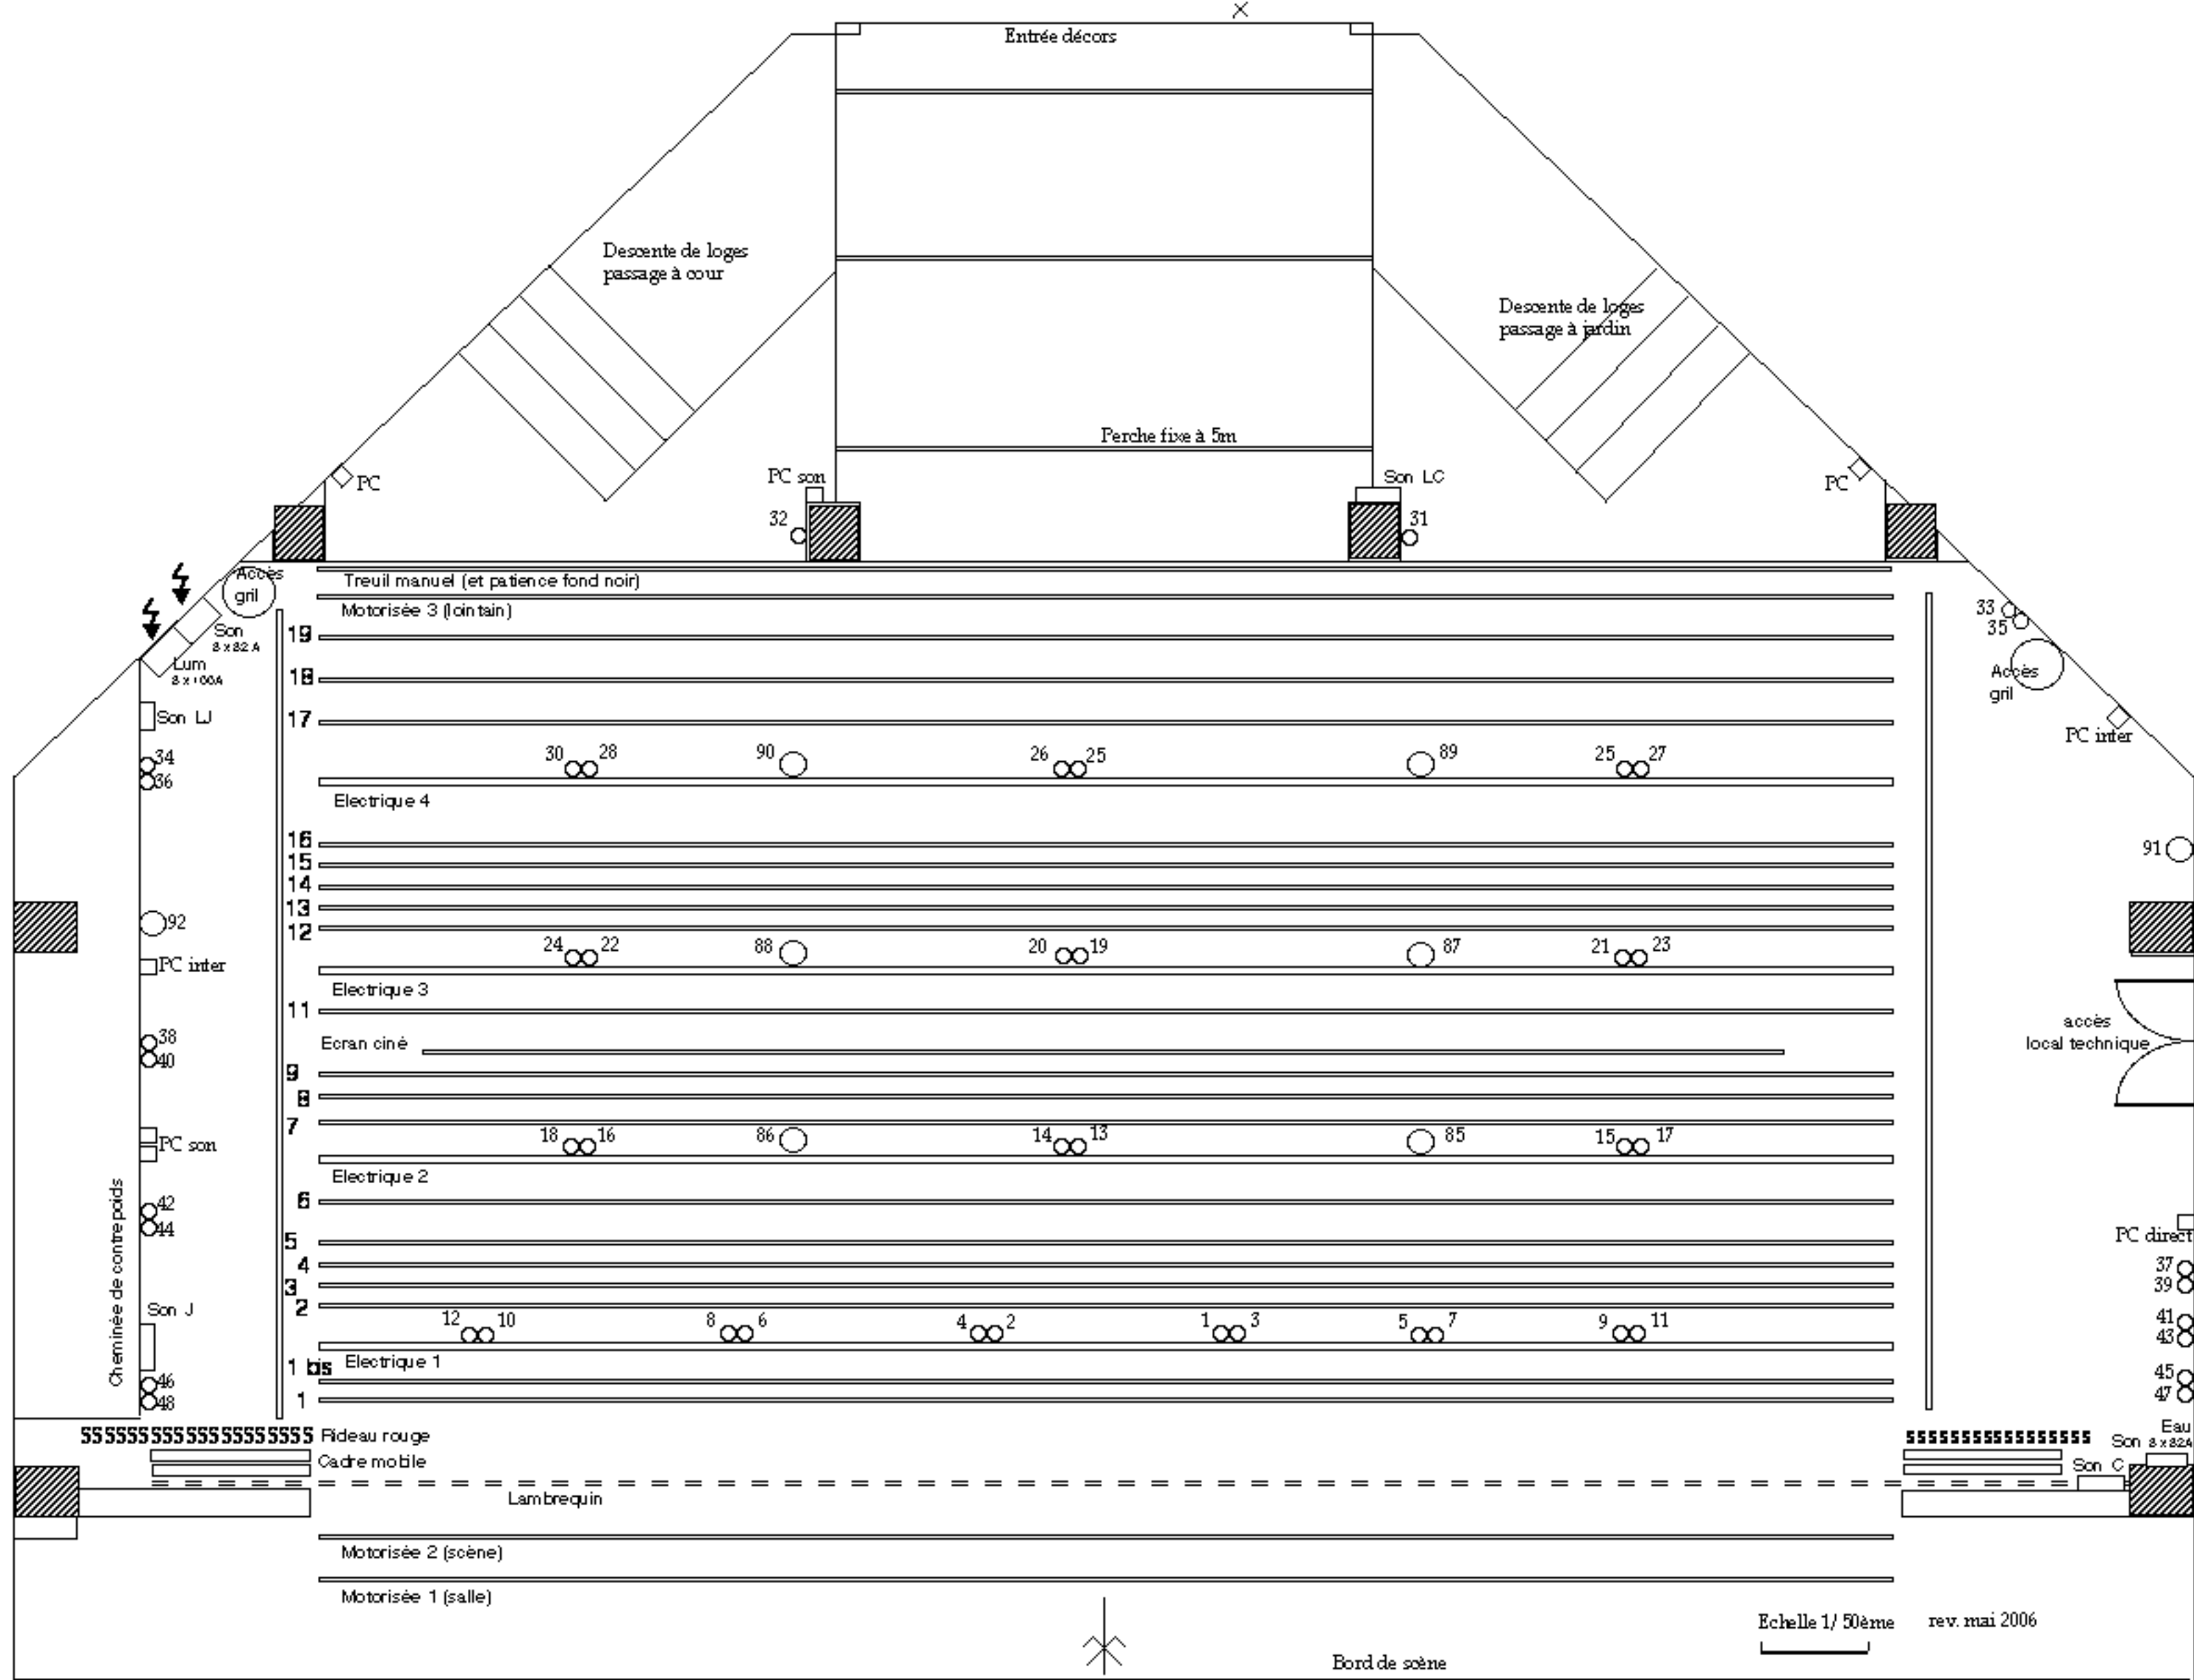 Entrée décors
Descente de loges
passage à cour
Descente de loges
passage à jardin
Perche fixe à 5m
PC
PC son
Son LC
PC
32
31
Accès
gril
Treuil manuel (et patience fond noir)
Motorisée 3 (lointain)
33
35
Son
3 x 32 A
19
Lum
3 x 100A
18
Accès
gril
Son LJ
17
PC inter
34
36
30 28
90
26 25
89
25 27
Electrique 4
16
15
14
13
12
91
92
24 22
88
20 19
87
21 23
PC inter
Electrique 3
11
accès
local technique
38
40
Ecran ciné
9
8
7
PC son
18 16
86
14 13
85
15 17
Electrique 2
6
42
44
Cheminée de contrepoids
5
4
3
2
PC direct
37
39
Son J
12 10
8 6
4 2
1 3
5 7
9 11
41
43
Electrique 1
1 bis
1
46
48
45
47
Eau
SSSSSSSSSSSSSSSSSSSS Rideau rouge
SSSSSSSSSSSSSSSSS
Son 3 x 32A
Cadre mobile
Son C
Lambrequin
Motorisée 2 (scène)
Motorisée 1 (salle)
Echelle 1/ 50ème rev. mai 2006
Bord de scène